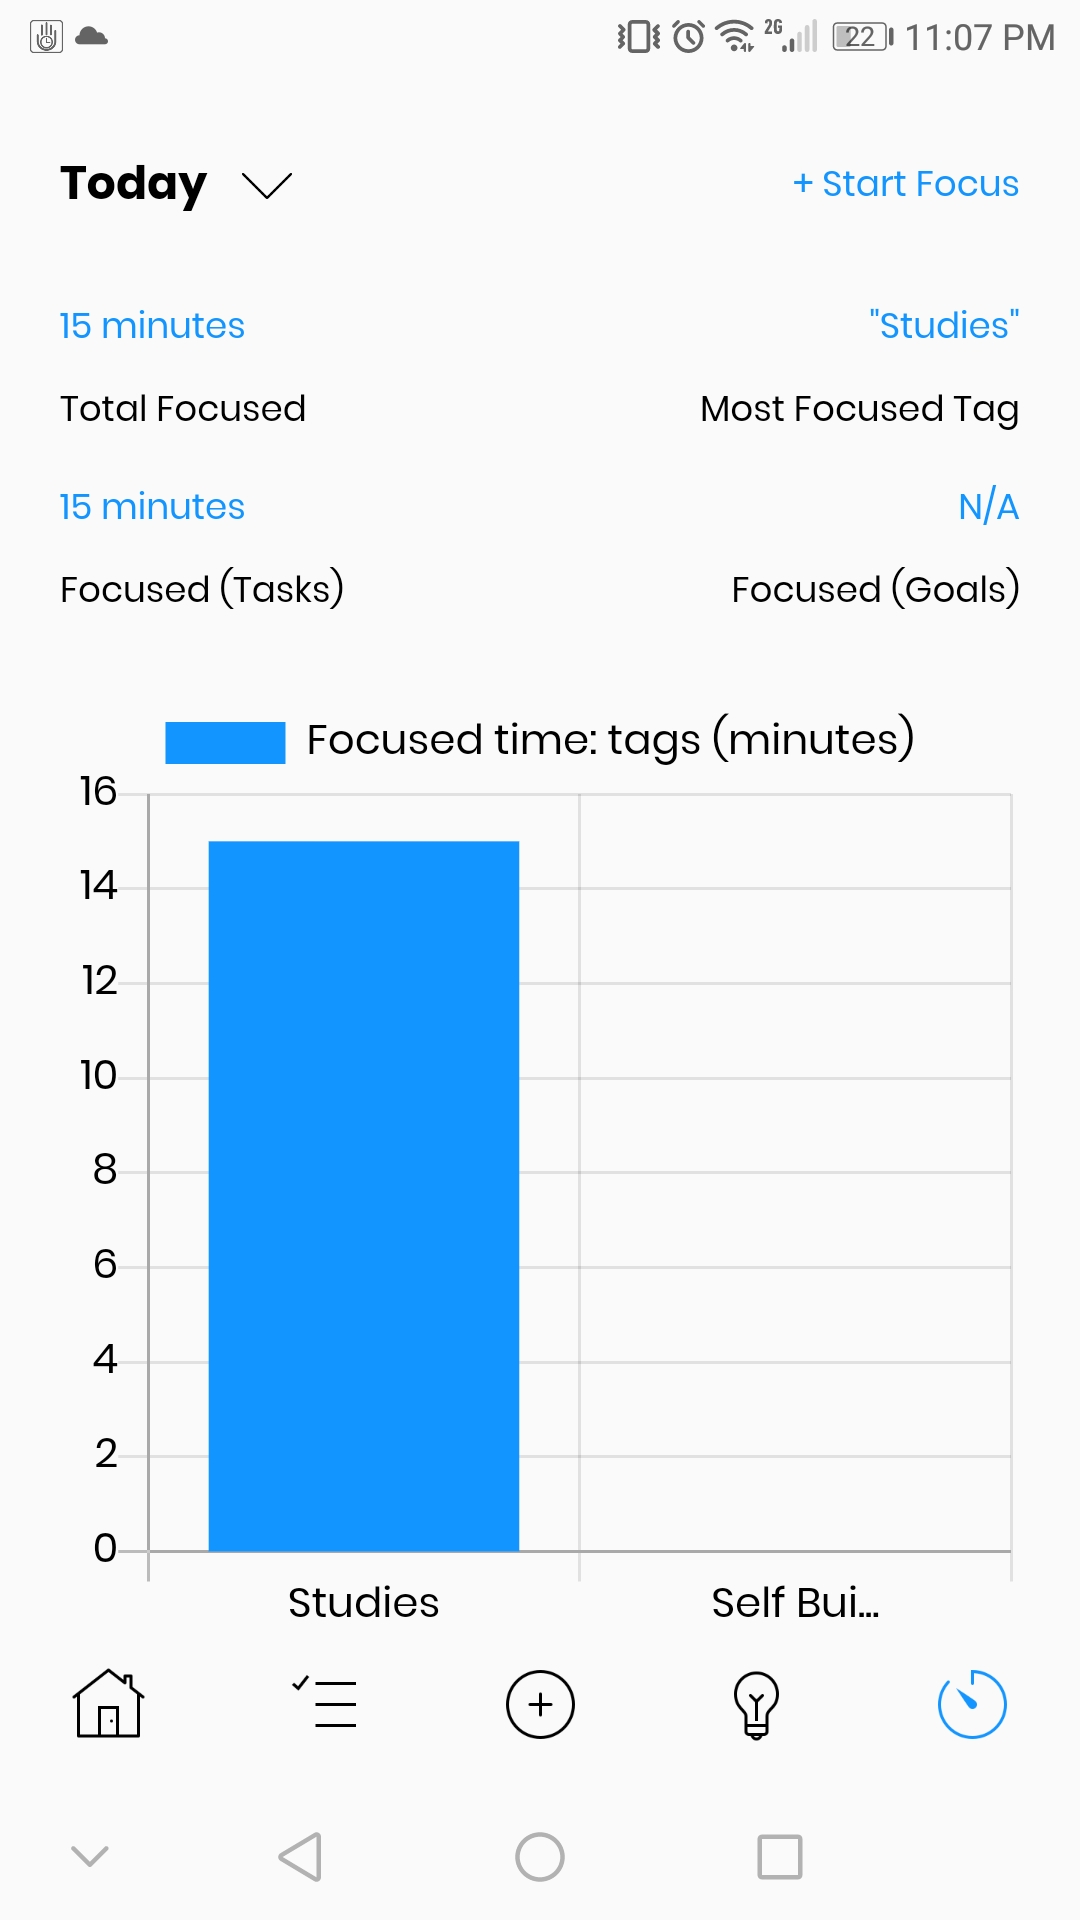 2G 22 11:07 PM
Today + Start Focus
15 minutes "Studies"
Total Focused Most Focused Tag
15 minutes N/A
Focused (Tasks) Focused (Goals)
Focused time: tags (minutes)
16
14
12
10
8
6
4
2
0
Studies Self Bui...